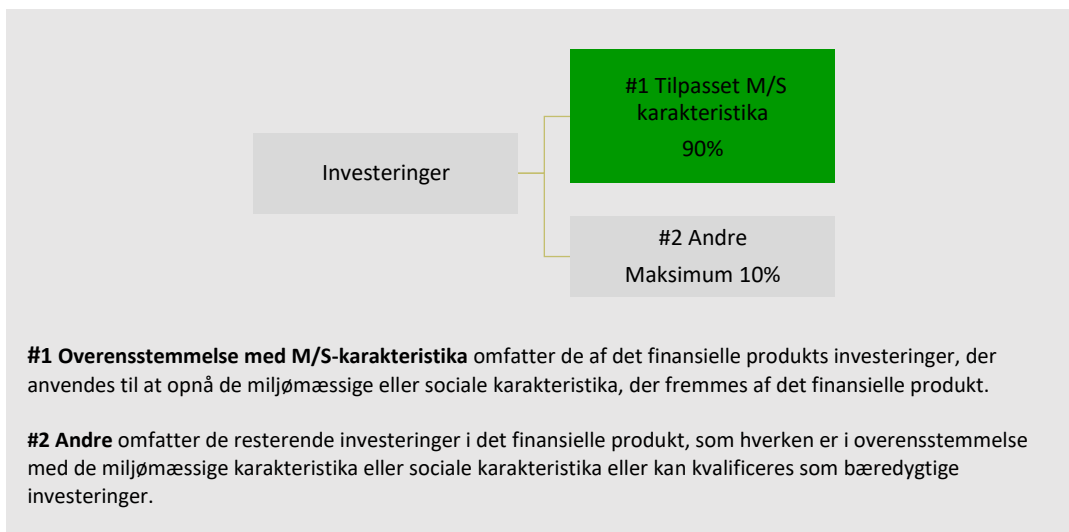 #1 Tilpasset M/S
karakteristika
90%
Investeringer
#2 Andre
Maksimum 10%
#1 Overensstemmelse med M/S-karakteristika omfatter de af det finansielle produkts investeringer, der
anvendes til at opnå de miljømæssige eller sociale karakteristika, der fremmes af det finansielle produkt.
#2 Andre omfatter de resterende investeringer i det finansielle produkt, som hverken er i overensstemmelse
med de miljømæssige karakteristika eller sociale karakteristika eller kan kvalificeres som bæredygtige
investeringer.